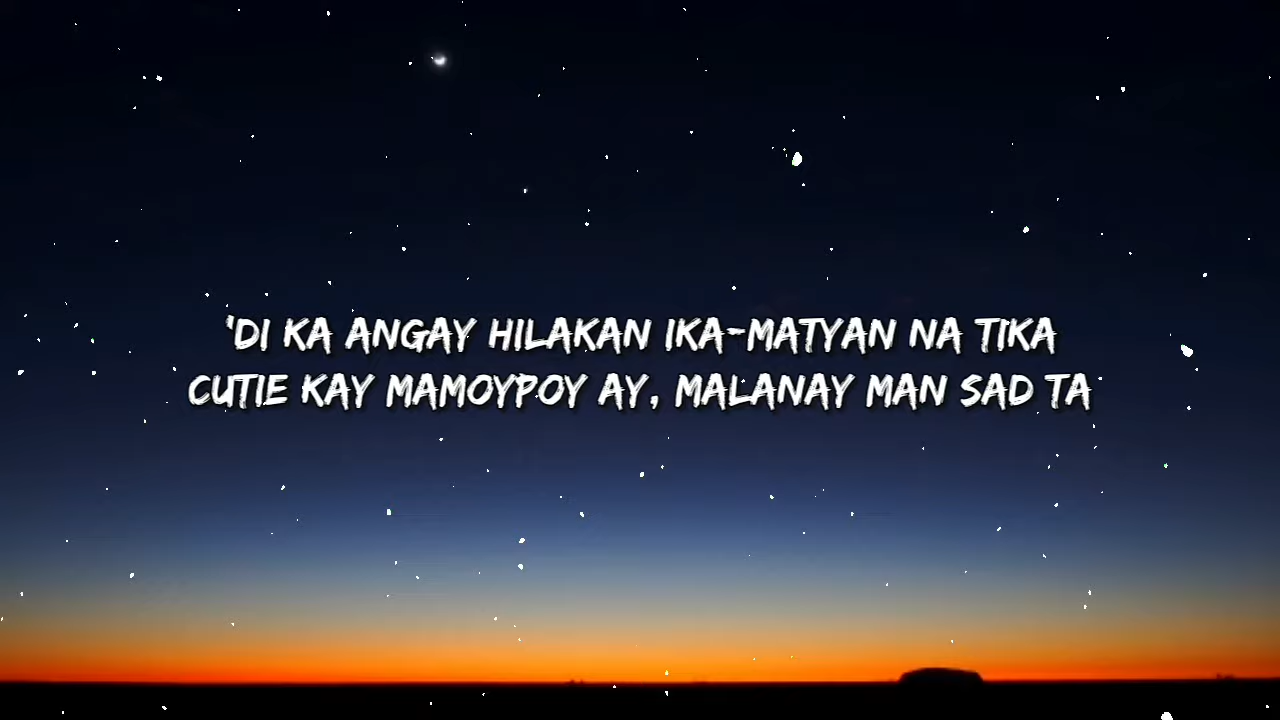 'DI KA ANGAY HILAKAN IKA-MATYAN NA TIKA
CUTIE KAY MAMOYPOY AY, MALANAY MAN SAD TA